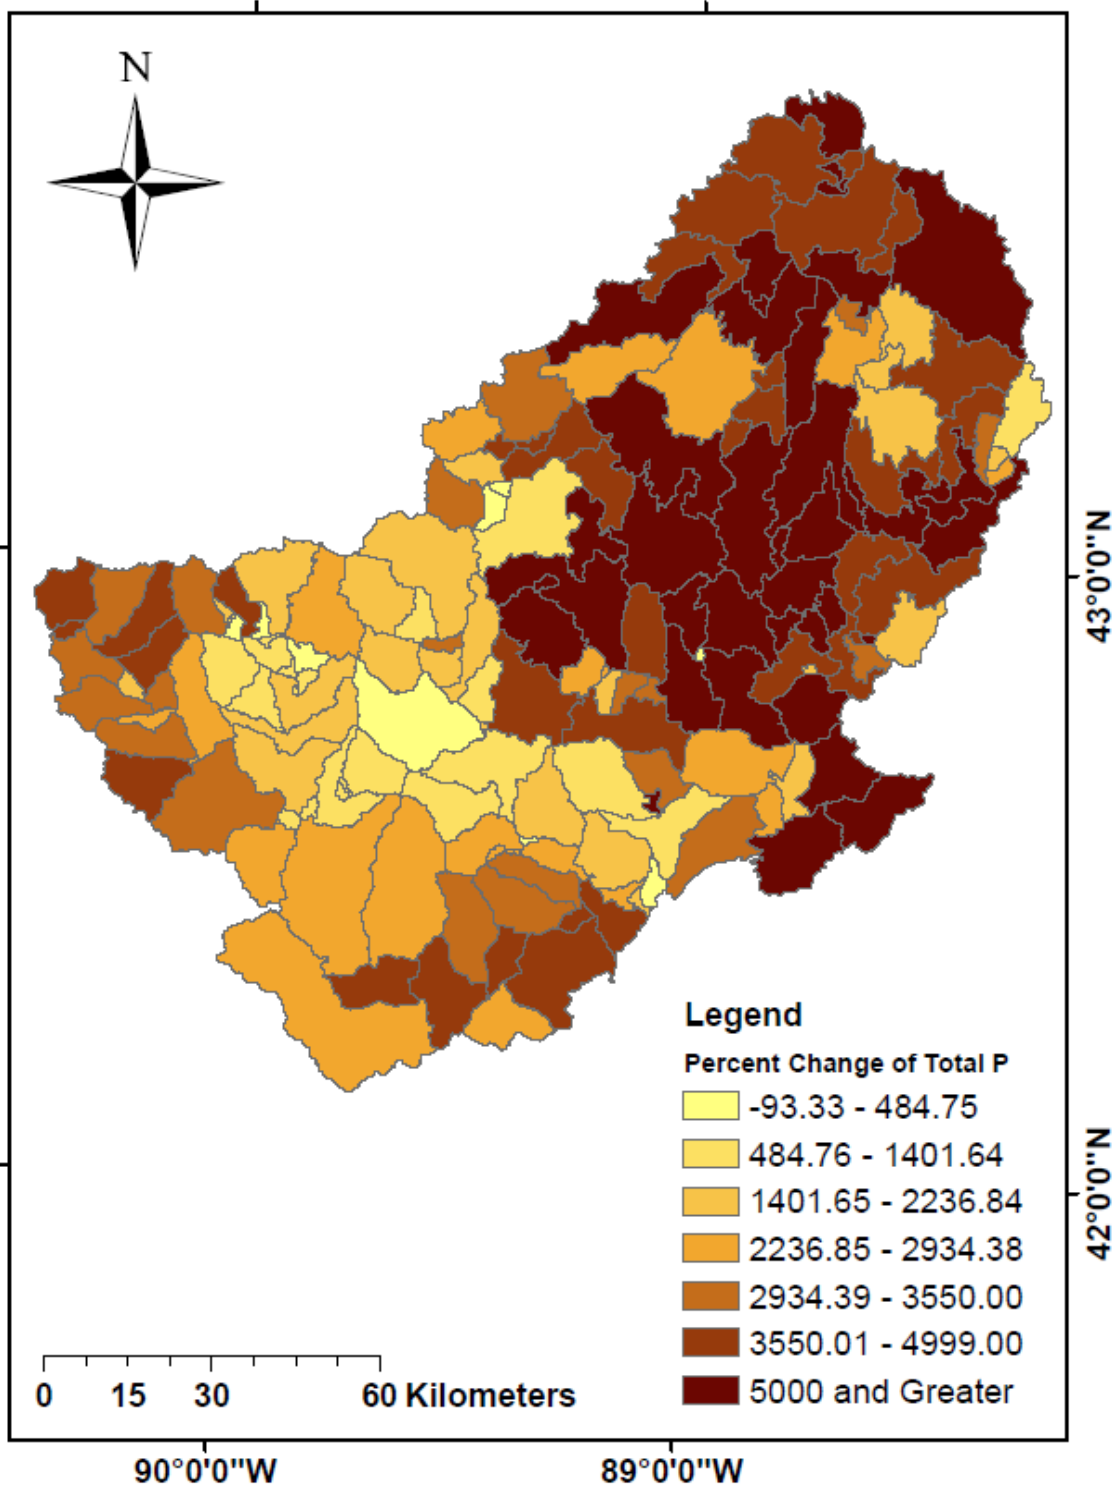 N
43°0'0"N
Legend
Percent Change of Total P
-93.33 - 484.75
484.76 - 1401.64
1401.65 - 2236.84
2236.85 - 2934.38
2934.39 - 3550.00
3550.01 - 4999.00
5000 and Greater
42°0'0"N
0 15 30 60 Kilometers
90°0'0"W 89°0'0"W